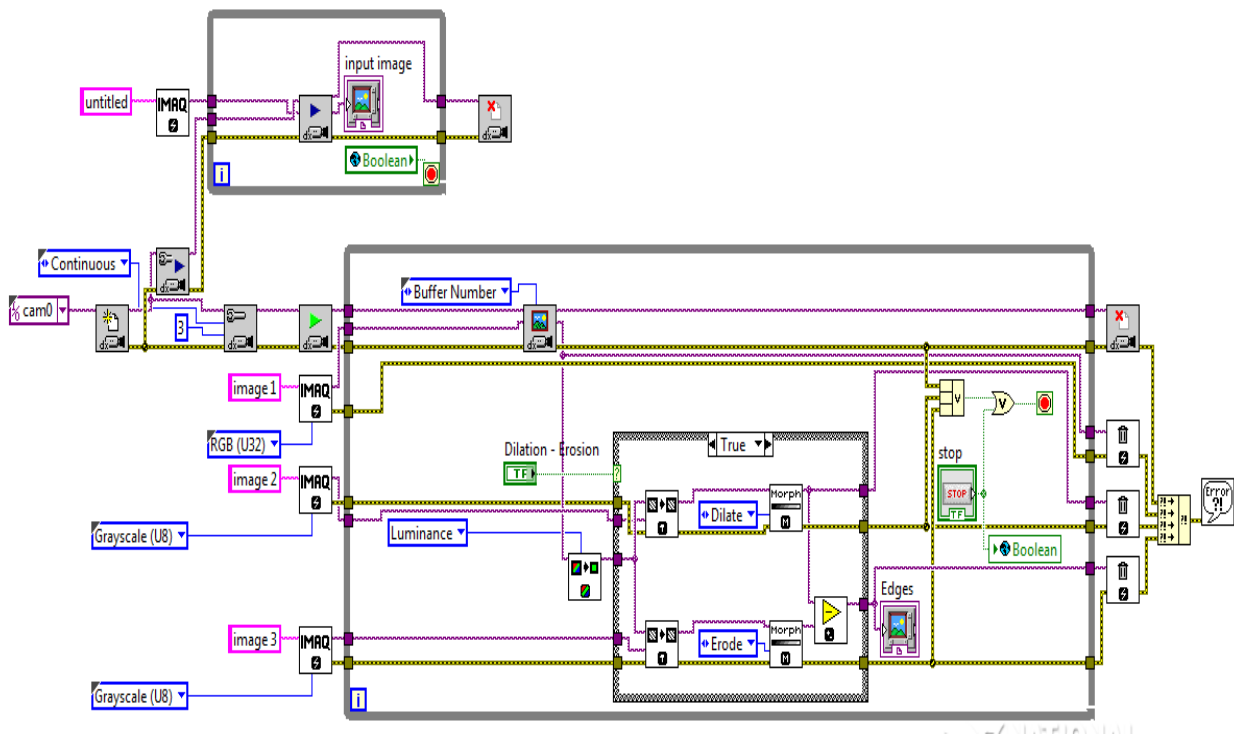 input image
untitled
IMAQ
Boolean
i
Continuous
Buffer Number
cam0
3
image 1
IMAQ
RGB (U32)
stop
Dilation - Erosion
True
TF
?
image 2
IMAQ
STOP
TF
Morph
Dilate
M
Error
?!
Grayscale (U8)
Luminance
Boolean
Edges
image 3
IMAQ
Morph
Erode
M
Grayscale (U8)
i